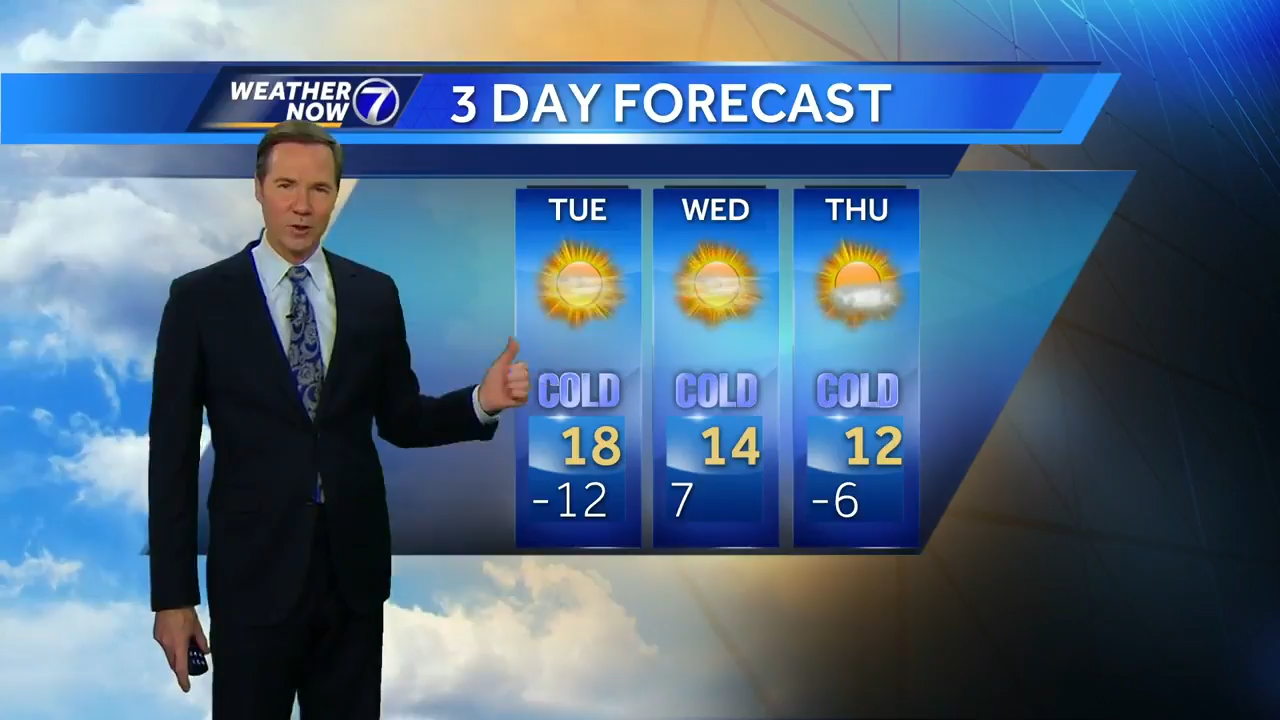 WEATHER
NOW 7
3 DAY FORECAST
TUE WED THU
COLD COLD COLD
18 14 12
-12 7 -6